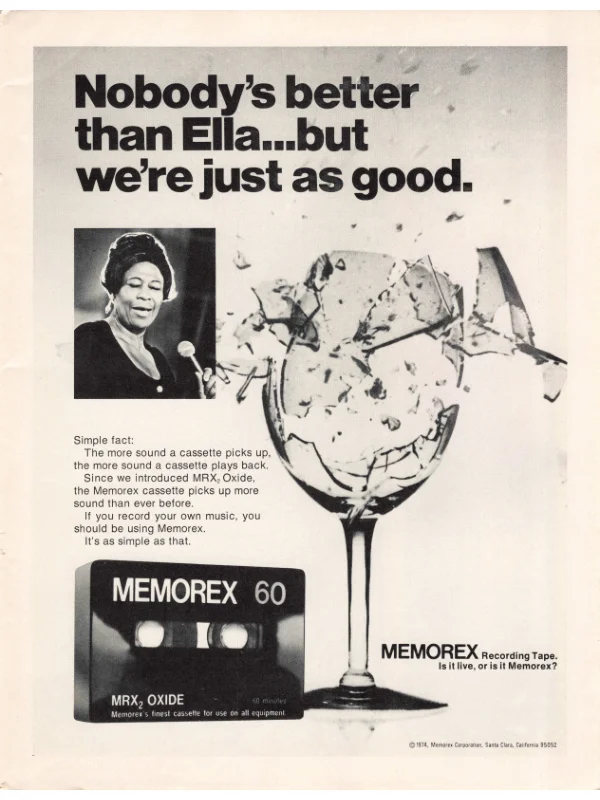 Nobody's better
than Ella...but
we're just as good.
Simple fact:
The more sound a cassette picks up,
the more sound a cassette plays back.
Since we introduced MRX₂ Oxide,
the Memorex cassette picks up more
sound than ever before.
If you record your own music, you
should be using Memorex.
It's as simple as that.
MEMOREX 60
MRX₂ OXIDE 60 minutes
Memorex's finest cassette for use on all equipment
MEMOREX Recording Tape.
Is it live, or is it Memorex?
© 1974, Memorex Corporation, Santa Clara, California 95052